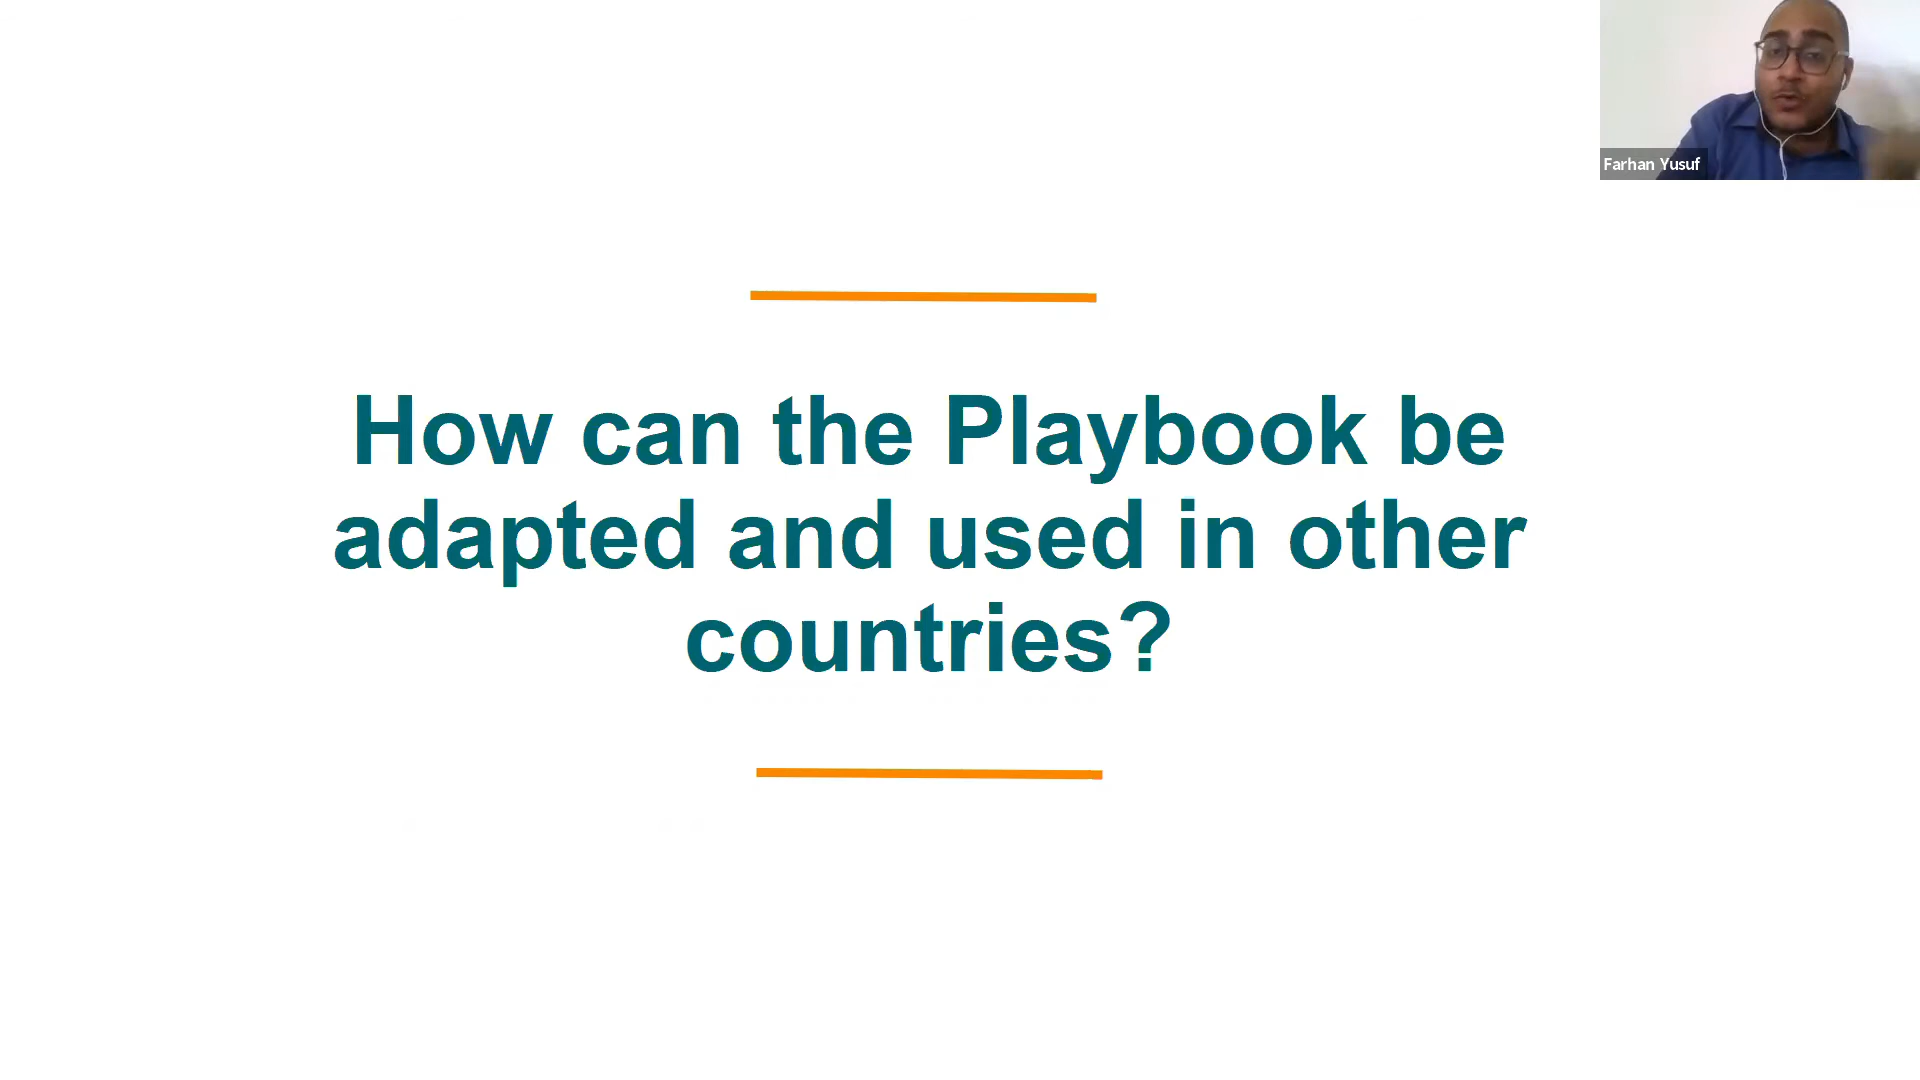 Farhan Yusuf
How can the Playbook be
adapted and used in other
countries?